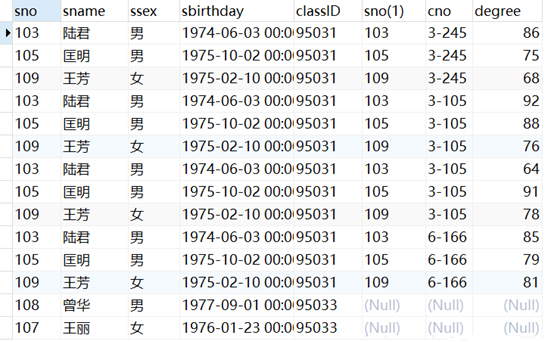 sno sname ssex sbirthday classID sno(1) cno degree
103 陆君 男 1974-06-03 00:0 95031 103 3-245 86
105 匡明 男 1975-10-02 00:0 95031 105 3-245 75
109 王芳 女 1975-02-10 00:0 95031 109 3-245 68
103 陆君 男 1974-06-03 00:0 95031 103 3-105 92
105 匡明 男 1975-10-02 00:0 95031 105 3-105 88
109 王芳 女 1975-02-10 00:0 95031 109 3-105 76
103 陆君 男 1974-06-03 00:0 95031 103 3-105 64
105 匡明 男 1975-10-02 00:0 95031 105 3-105 91
109 王芳 女 1975-02-10 00:0 95031 109 3-105 78
103 陆君 男 1974-06-03 00:0 95031 103 6-166 85
105 匡明 男 1975-10-02 00:0 95031 105 6-166 79
109 王芳 女 1975-02-10 00:0 95031 109 6-166 81
108 曾华 男 1977-09-01 00:0 95033 (Null) (Null) (Null)
107 王丽 女 1976-01-23 00:0 95033 (Null) (Null) (Null)